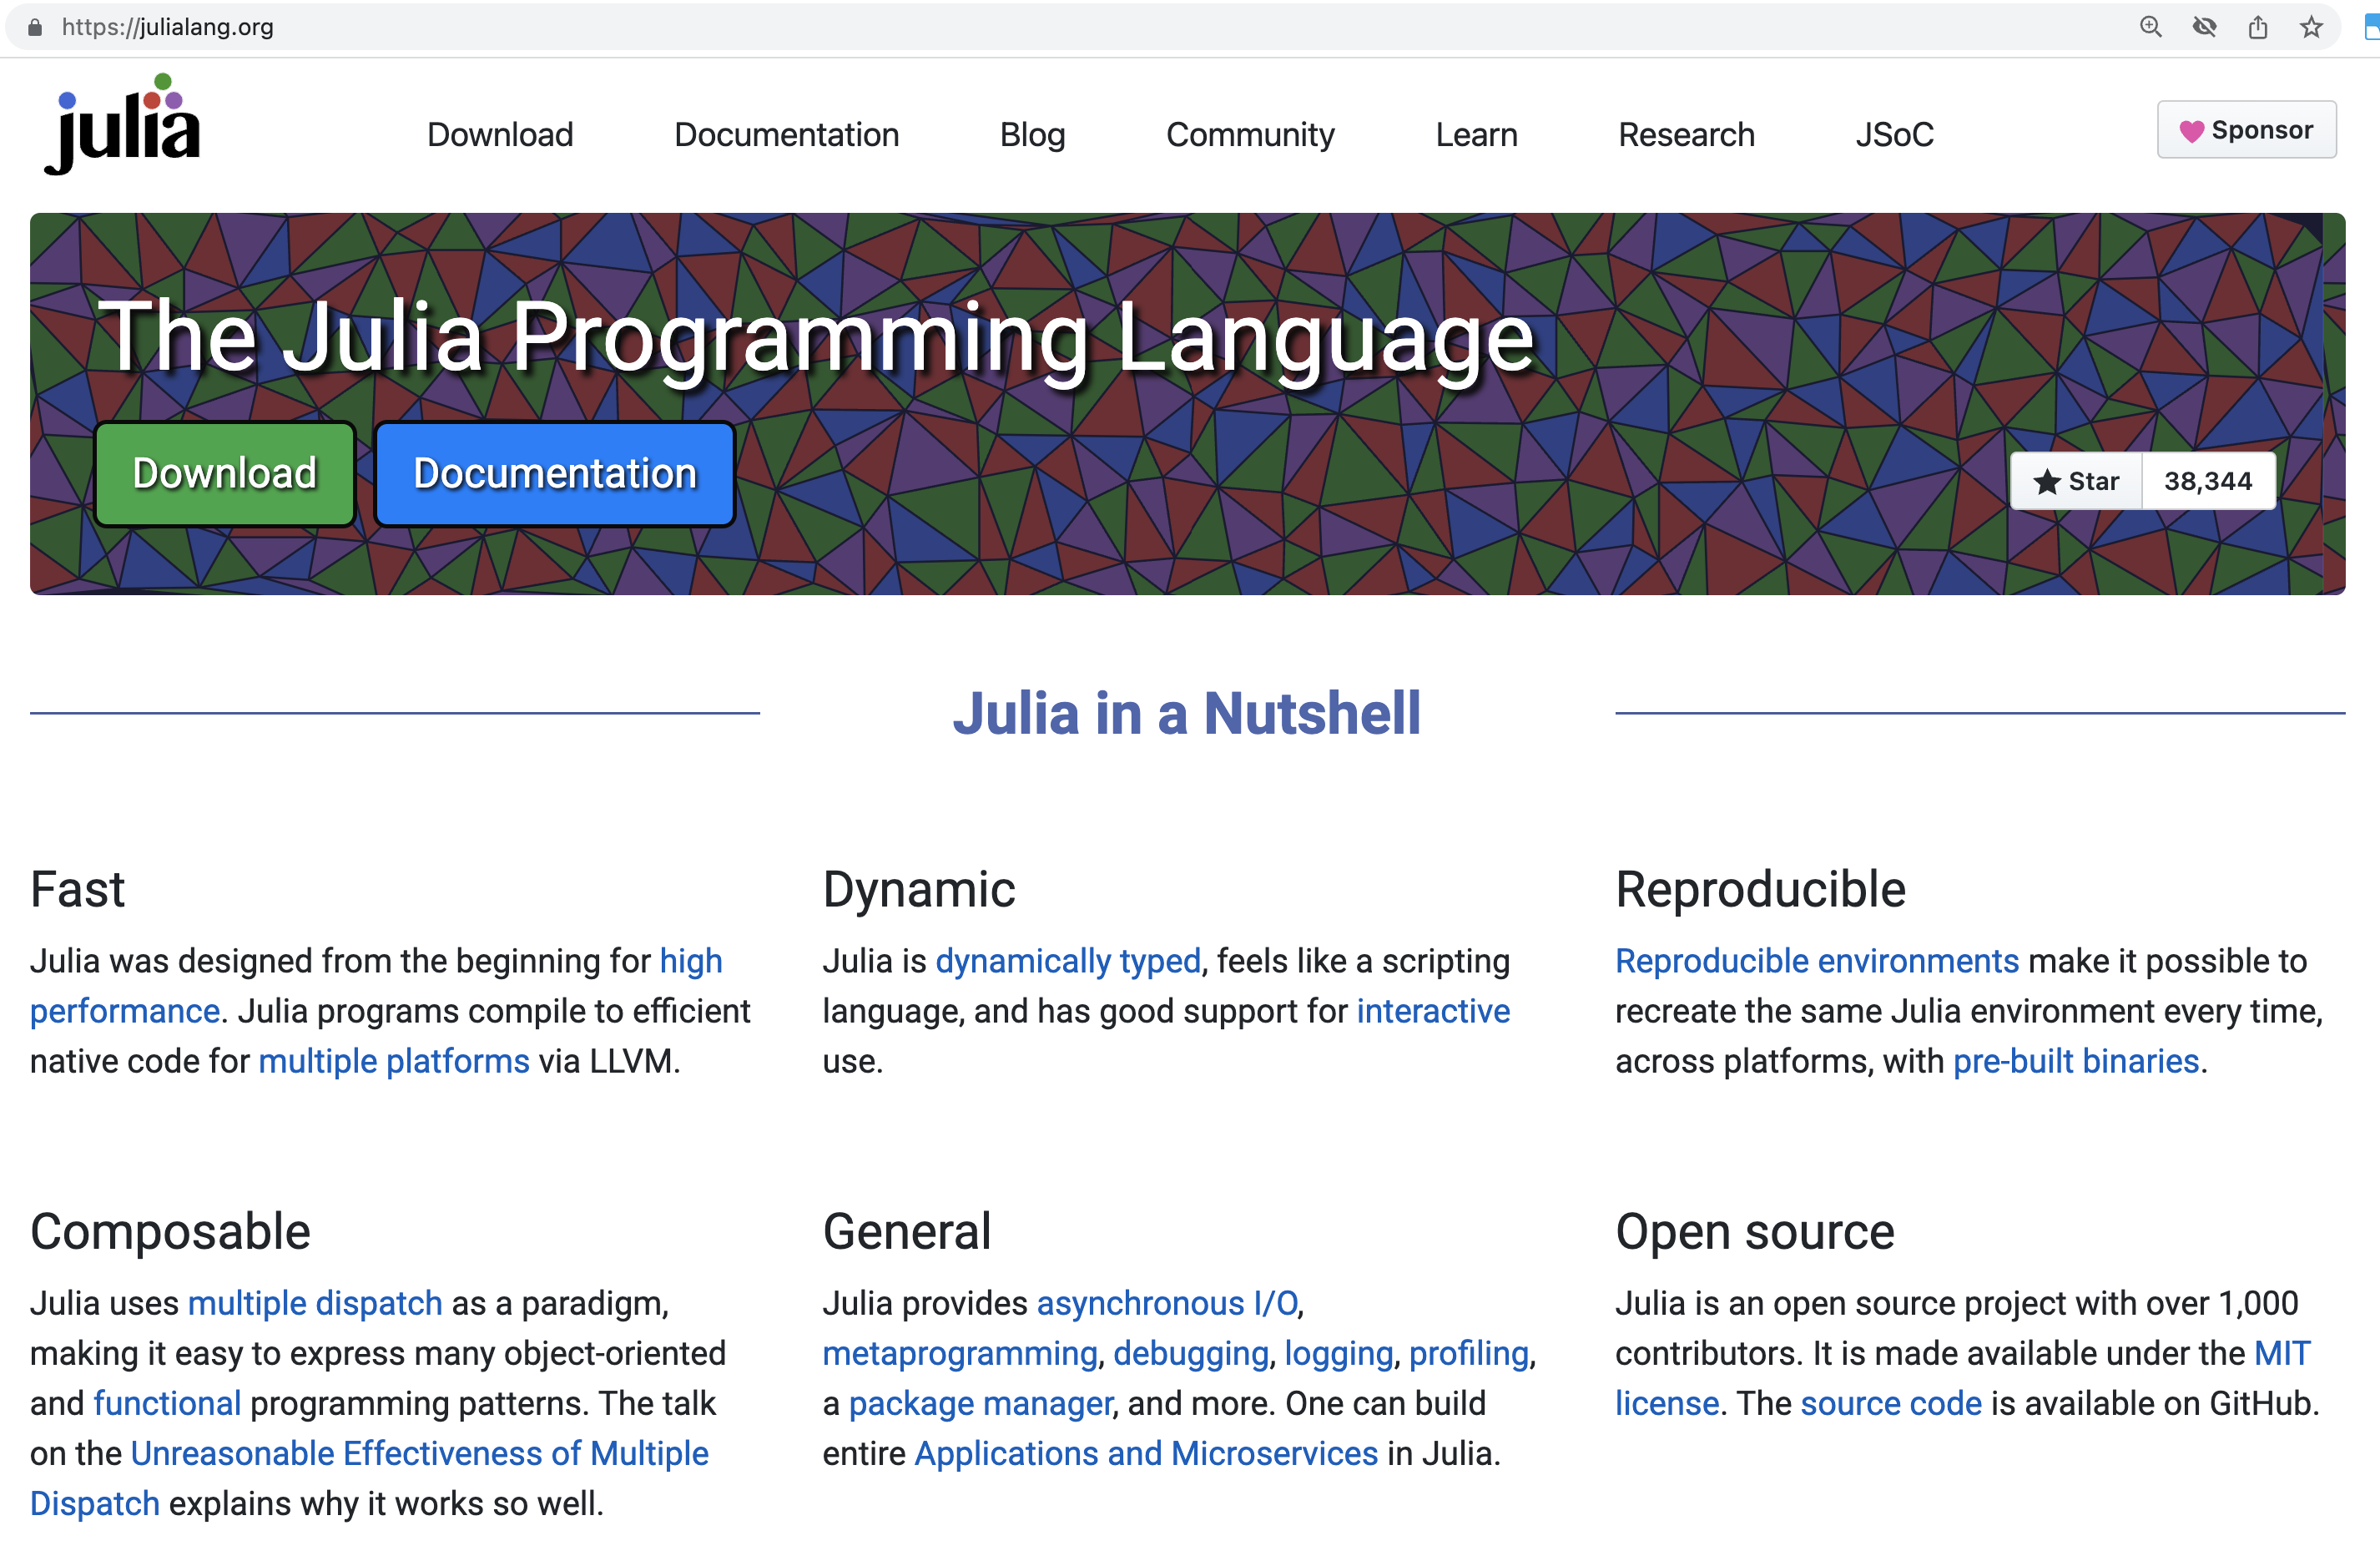 https://julialang.org
julia
Download Documentation Blog Community Learn Research JSoC Sponsor
The Julia Programming Language
Download Documentation
Star 38,344
Julia in a Nutshell
Fast
Julia was designed from the beginning for high
performance. Julia programs compile to efficient
native code for multiple platforms via LLVM.
Dynamic
Julia is dynamically typed, feels like a scripting
language, and has good support for interactive
use.
Reproducible
Reproducible environments make it possible to
recreate the same Julia environment every time,
across platforms, with pre-built binaries.
Composable
Julia uses multiple dispatch as a paradigm,
making it easy to express many object-oriented
and functional programming patterns. The talk
on the Unreasonable Effectiveness of Multiple
Dispatch explains why it works so well.
General
Julia provides asynchronous I/O,
metaprogramming, debugging, logging, profiling,
a package manager, and more. One can build
entire Applications and Microservices in Julia.
Open source
Julia is an open source project with over 1,000
contributors. It is made available under the MIT
license. The source code is available on GitHub.